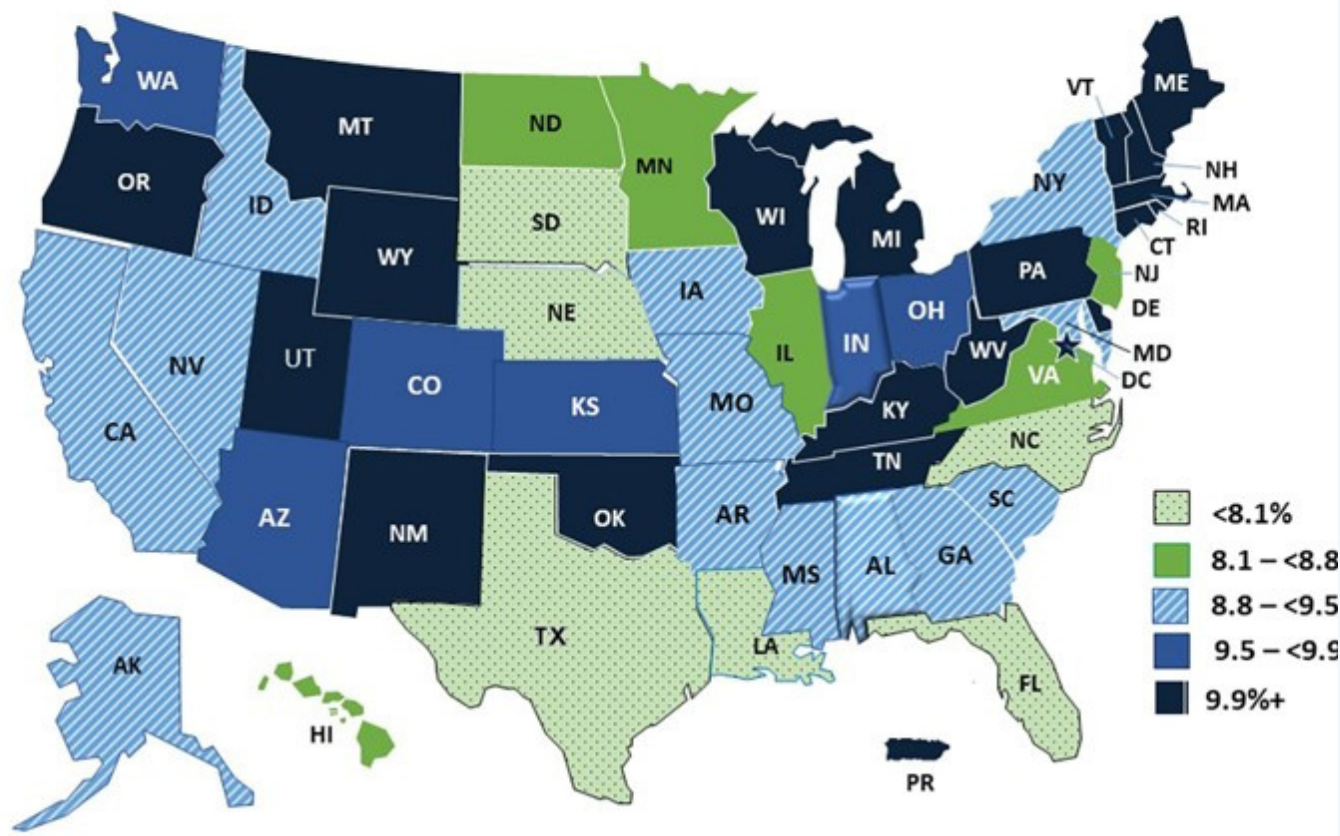 WA
MT
ND
MN
VT
ME
OR
ID
SD
WI
MI
NY
NH
MA
RI
CT
WY
NE
IA
PA
NJ
DE
NV
UT
CO
KS
IL
IN
OH
WV
MD
VA
DC
CA
MO
KY
NC
AZ
NM
OK
AR
TN
SC
MS
AL
GA
TX
LA
FL
AK
HI
PR
<8.1%
8.1 – <8.8
8.8 – <9.5
9.5 – <9.9
9.9%+